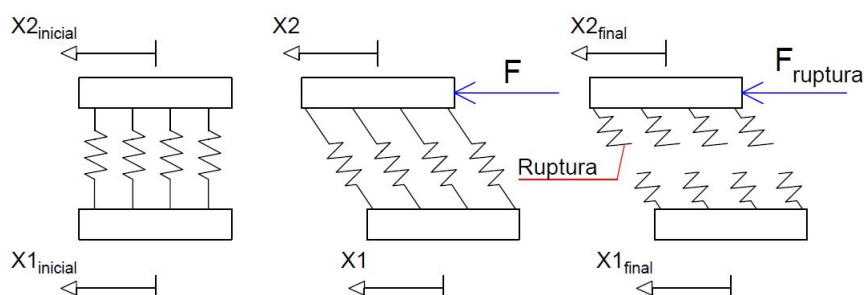 X2inicial
X2
X2final
F
Fruptura
Ruptura
X1inicial
X1
X1final